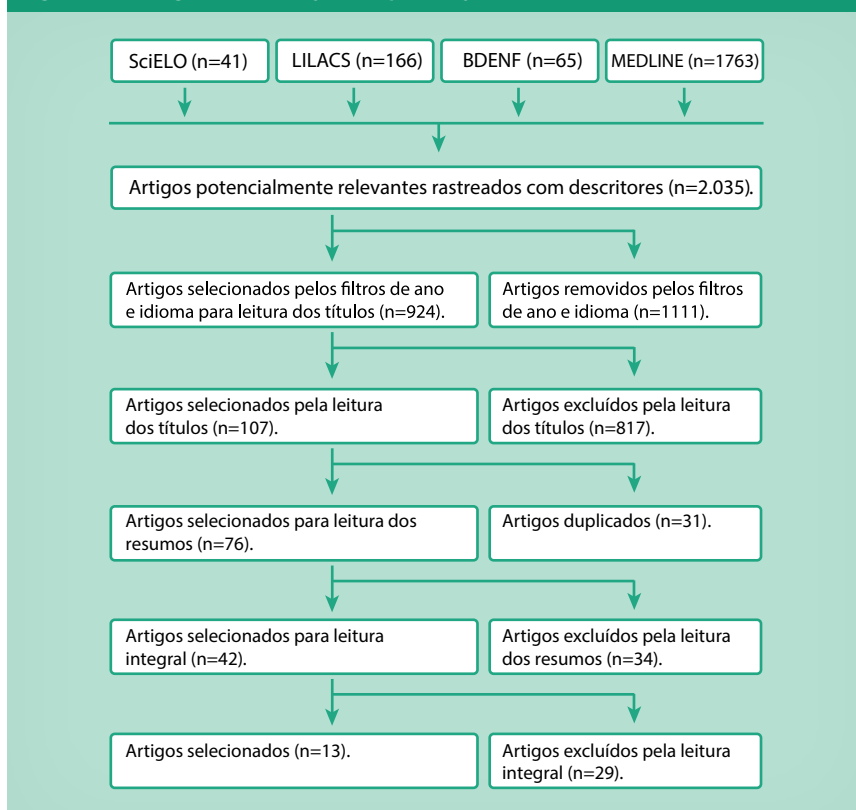 SciELO (n=41)
LILACS (n=166)
BDENF (n=65)
MEDLINE (n=1763)
Artigos potencialmente relevantes rastreados com descritores (n=2.035).
Artigos selecionados pelos filtros de ano
e idioma para leitura dos títulos (n=924).
Artigos removidos pelos filtros
de ano e idioma (n=1111).
Artigos selecionados pela leitura
dos títulos (n=107).
Artigos excluídos pela leitura
dos títulos (n=817).
Artigos selecionados para leitura dos
resumos (n=76).
Artigos duplicados (n=31).
Artigos selecionados para leitura
integral (n=42).
Artigos excluídos pela leitura
dos resumos (n=34).
Artigos selecionados (n=13).
Artigos excluídos pela leitura
integral (n=29).